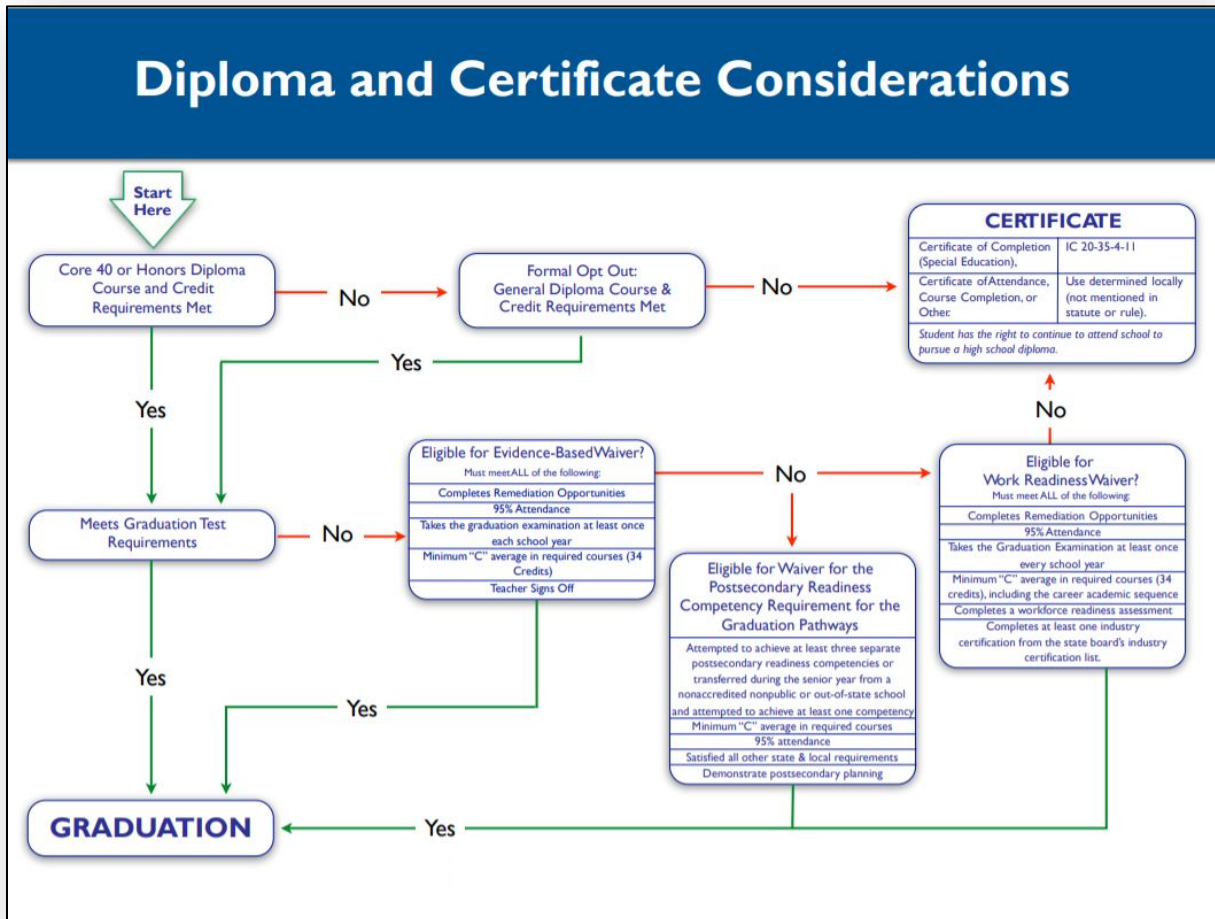 Diploma and Certificate Considerations
Start
Here
Core 40 or Honors Diploma
Course and Credit
Requirements Met
No
Formal Opt Out:
General Diploma Course &
Credit Requirements Met
No
CERTIFICATE
Certificate of Completion
(Special Education),
IC 20-35-4-11
Certificate of Attendance,
Course Completion, or
Other.
Use determined locally
(not mentioned in
statute or rule).
Student has the right to continue to attend school to
pursue a high school diploma.
Yes
Yes
No
Meets Graduation Test
Requirements
No
Eligible for Evidence-Based Waiver?
Must meet ALL of the following:
Completes Remediation Opportunities
95% Attendance
Takes the graduation examination at least once
each school year
Minimum “C” average in required courses (34
Credits)
Teacher Signs Off
No
Eligible for
Work Readiness Waiver?
Must meet ALL of the following:
Completes Remediation Opportunities
95% Attendance
Takes the Graduation Examination at least once
every school year
Minimum “C” average in required courses (34
credits), including the career academic sequence
Completes a workforce readiness assessment
Completes at least one industry
certification from the state board's industry
certification list.
Eligible for Waiver for the
Postsecondary Readiness
Competency Requirement for the
Graduation Pathways
Attempted to achieve at least three separate
postsecondary readiness competencies or
transferred during the senior year from a
nonaccredited nonpublic or out-of-state school
and attempted to achieve at least one competency
Minimum “C” average in required courses
95% attendance
Satisfied all other state & local requirements
Demonstrate postsecondary planning
Yes
Yes
GRADUATION
Yes